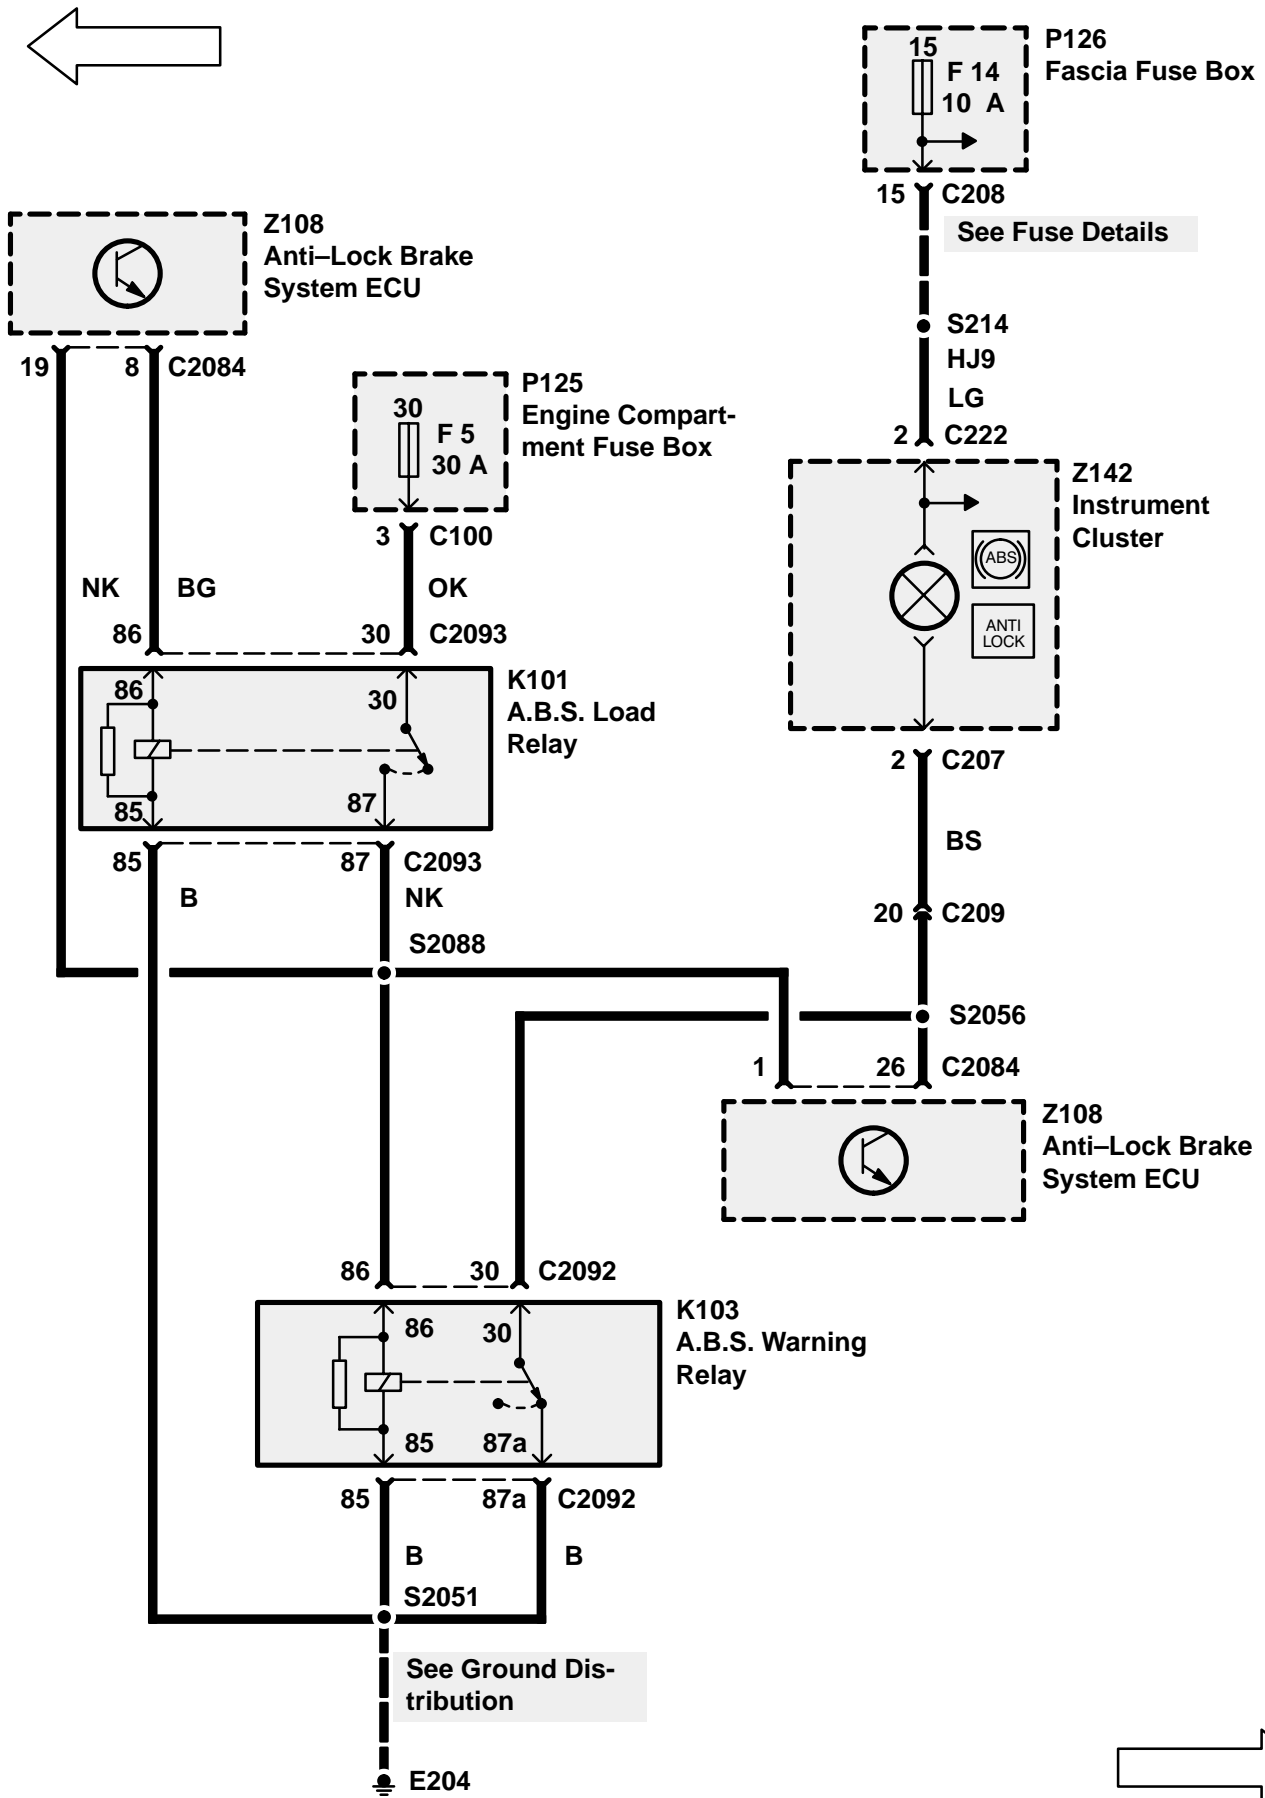 15
F 14
10 A
P126
Fascia Fuse Box
15 C208
See Fuse Details
Z108
Anti–Lock Brake
System ECU
S214
HJ9
LG
19 8 C2084
P125
Engine Compart-
ment Fuse Box
30
F 5
30 A
2 C222
Z142
Instrument
Cluster
3 C100
ABS
ANTI
LOCK
NK BG OK
86 30 C2093
K101
A.B.S. Load
Relay
86 30
85 87
2 C207
BS
85 87 C2093
B NK
20 C209
S2088
S2056
1 26 C2084
Z108
Anti–Lock Brake
System ECU
86 30 C2092
K103
A.B.S. Warning
Relay
86 30
85 87a
85 87a C2092
B B
S2051
See Ground Dis-
tribution
E204